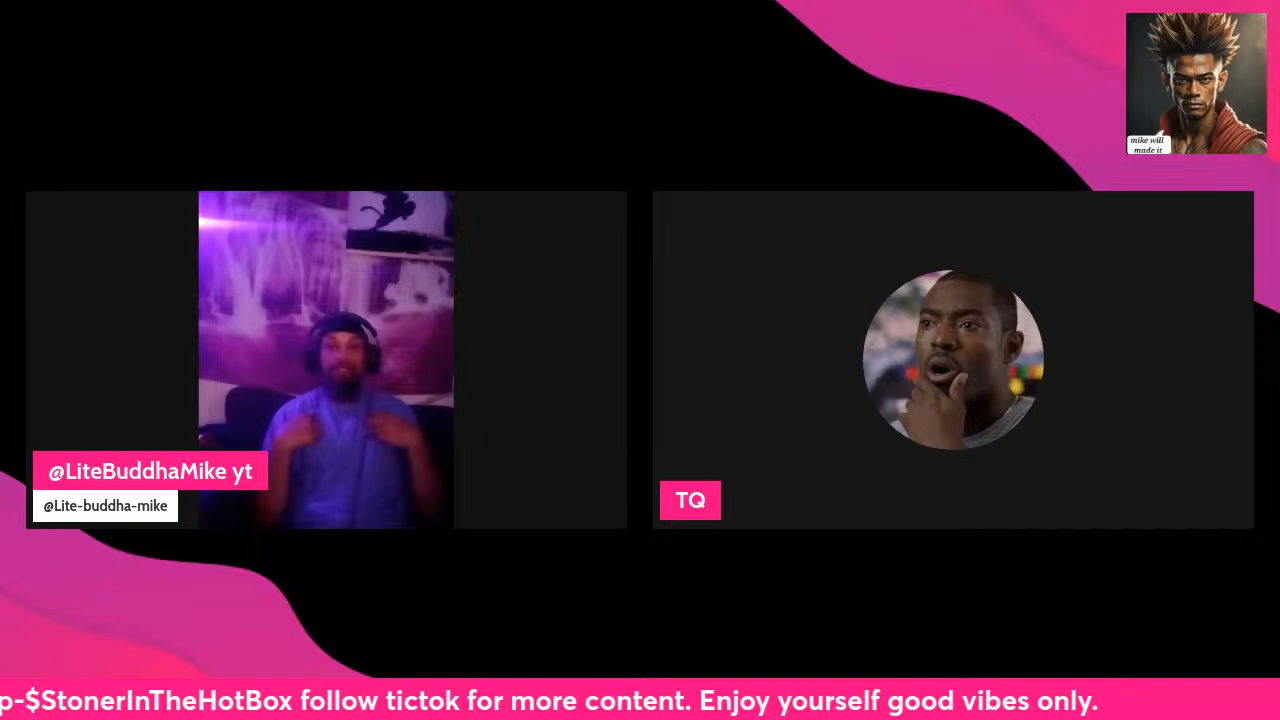 mike will
made it
@LiteBuddhaMike yt
@Lite-buddha-mike
TQ
p-$StonerInTheHotBox follow tictok for more content. Enjoy yourself good vibes only.